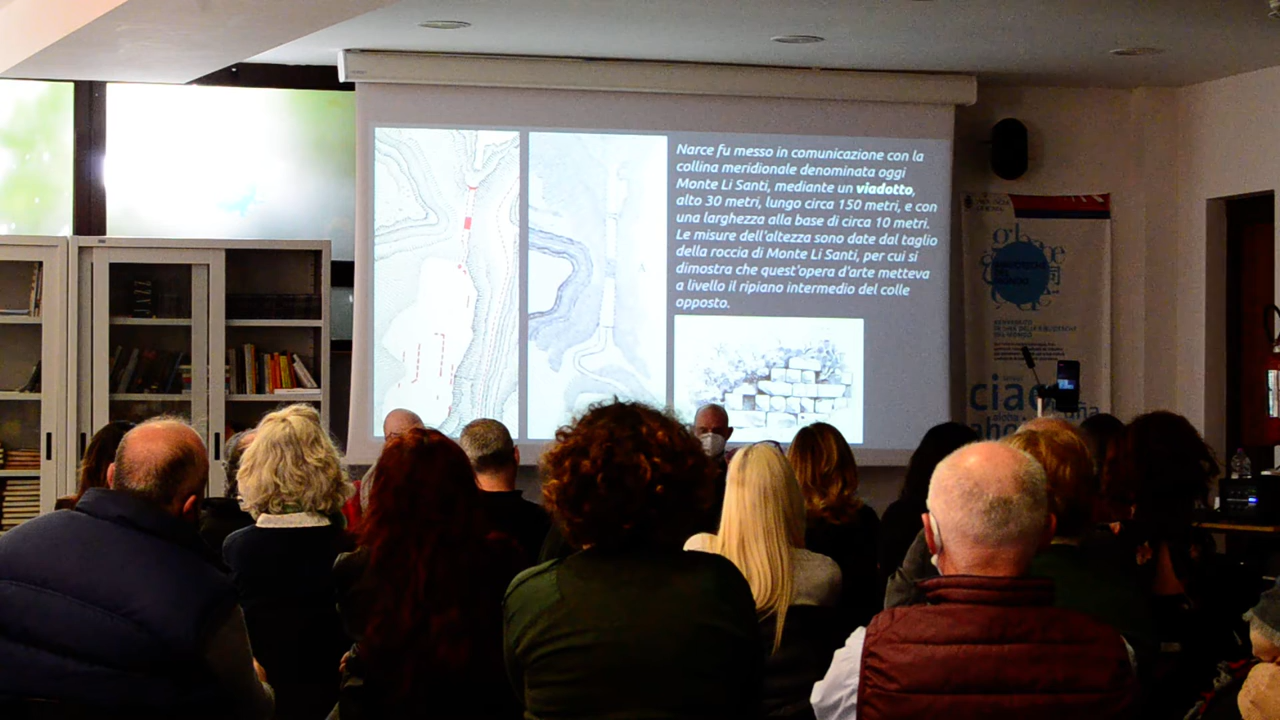 Narce fu messo in comunicazione con la
collina meridionale denominata oggi
Monte Li Santi, mediante un viadotto,
alto 30 metri, lungo circa 150 metri, e con
una larghezza alla base di circa 10 metri.
Le misure dell'altezza sono date dal taglio
della roccia di Monte Li Santi, per cui si
dimostra che quest'opera d'arte metteva
a livello il ripiano intermedio del colle
opposto.
ciao